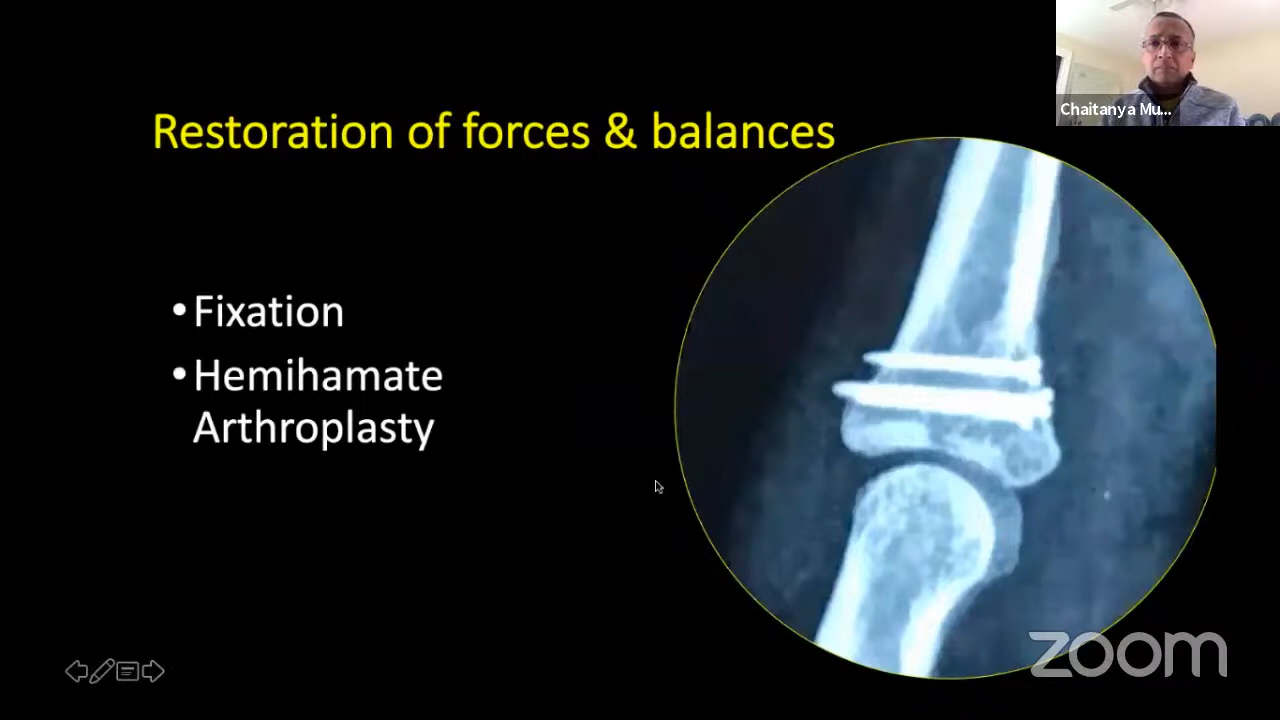 Chaitanya Mu...
Restoration of forces & balances
•Fixation
•Hemihamate
Arthroplasty
zoom